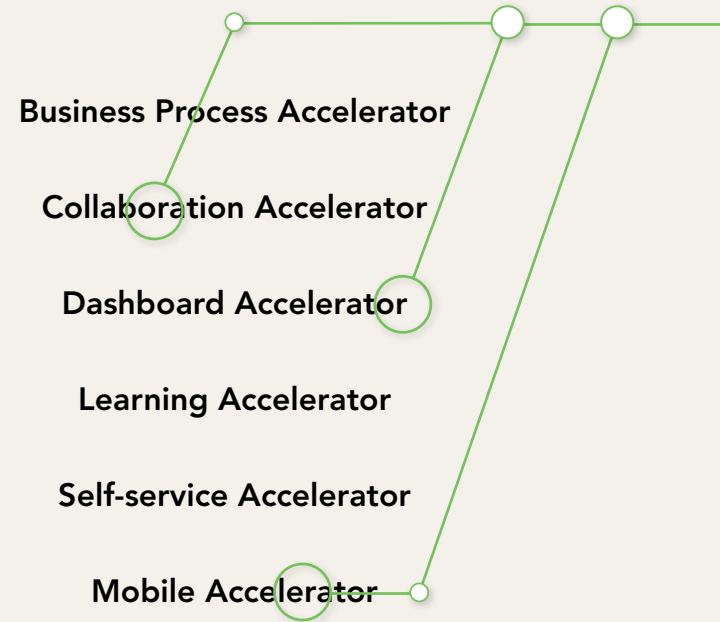 Business Process Accelerator
Collaboration Accelerator
Dashboard Accelerator
Learning Accelerator
Self-service Accelerator
Mobile Accelerator